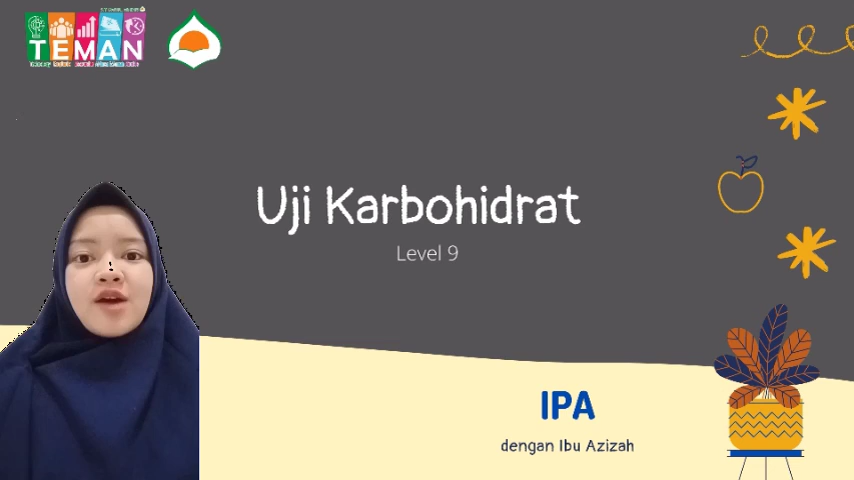 TEMAN
Uji Karbohidrat
Level 9
IPA
dengan Ibu Azizah